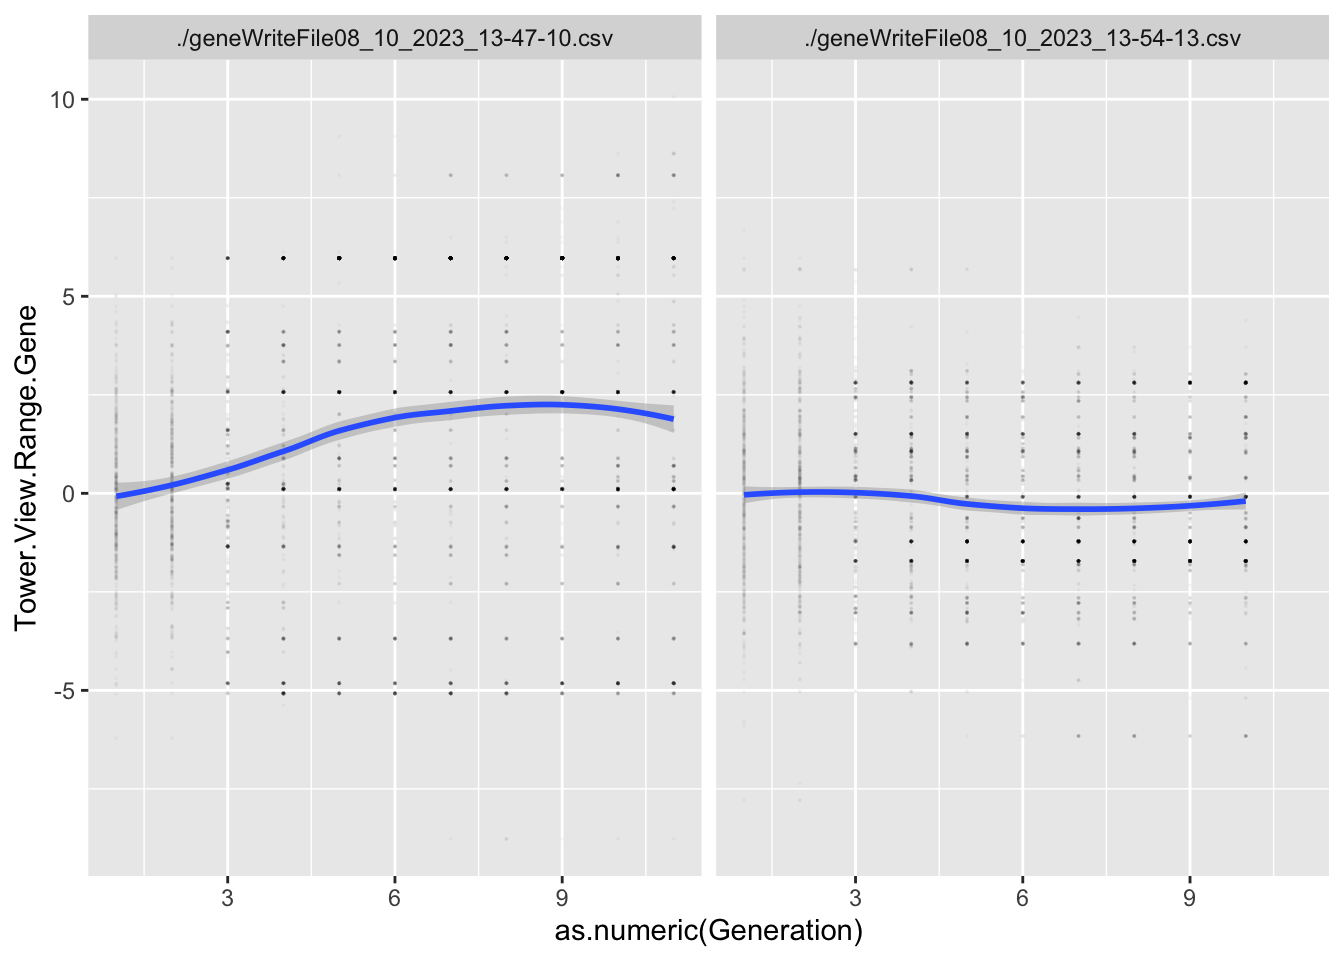 ./geneWriteFile08_10_2023_13-47-10.csv
./geneWriteFile08_10_2023_13-54-13.csv
Tower.View.Range.Gene
10
5
0
-5
3
6
9
3
6
9
as.numeric(Generation)